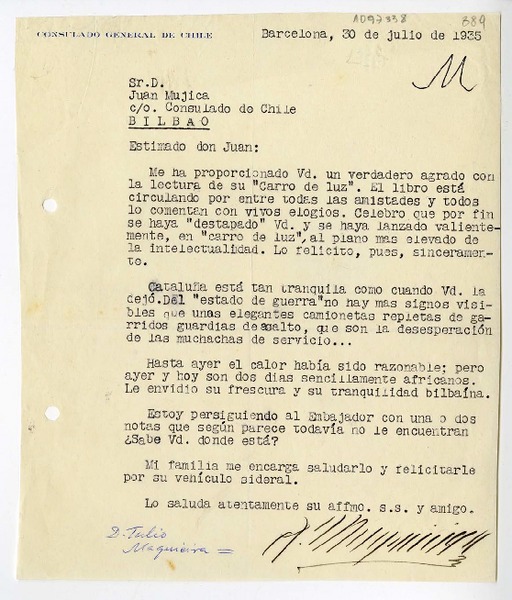 AD97338
389
CONSULADO GENERAL DE CHILE
Barcelona, 30 de julio de 1935
M
Sr.D.
Juan Mujica
c/o. Consulado de Chile
B I L B A O
Estimado don Juan:
Me ha proporcionado Vd. un verdadero agrado con
la lectura de su "Carro de luz". El libro está
circulando por entre todas las amistades y todos
lo comentan con vivos elogios. Celebro que por fin
se haya "destapado" Vd. y se haya lanzado valiente-
mente, en "carro de luz", al plano mas elevado de
la intelectualidad. Lo felicito, pues, sinceramen-
te.
Cataluña está tan tranquila como cuando Vd. la
dejó. Del "estado de guerra" no hay mas signos visi-
bles que unas elegantes camionetas repletas de ga-
rridos guardias de asalto, que son la desesperación
de las muchachas de servicio...
Hasta ayer el calor había sido razonable; pero
ayer y hoy son dos dias sencillamente africanos.
Le envidio su frescura y su tranquilidad bilbaína.
Estoy persiguiendo al Embajador con una o dos
notas que según parece todavía no le encuentran
¿Sabe Vd. donde está?
Mi familia me encarga saludarlo y felicitarle
por su vehículo sideral.
Lo saluda atentamente su affmo. s.s. y amigo.
D. Tulio
Maquieira